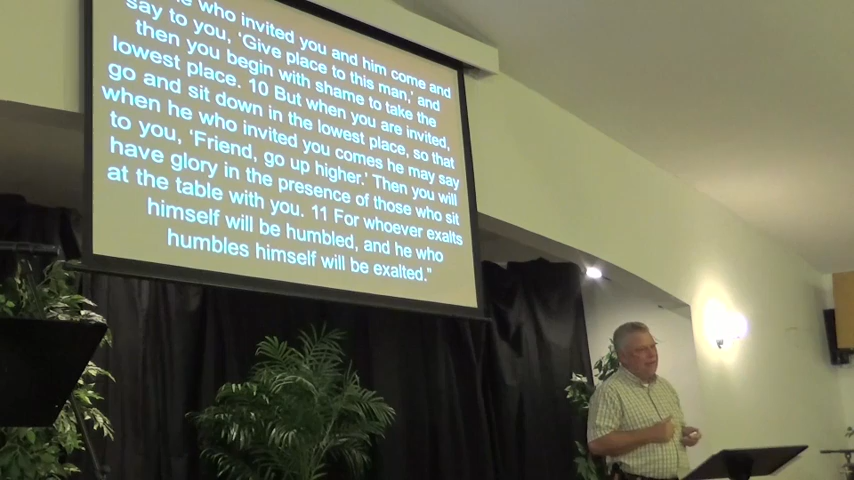 he who invited you and him come and
say to you, ‘Give place to this man,’ and
then you begin with shame to take the
lowest place. 10 But when you are invited,
go and sit down in the lowest place, so that
when he who invited you comes he may say
to you, ‘Friend, go up higher.’ Then you will
have glory in the presence of those who sit
at the table with you. 11 For whoever exalts
himself will be humbled, and he who
humbles himself will be exalted.”